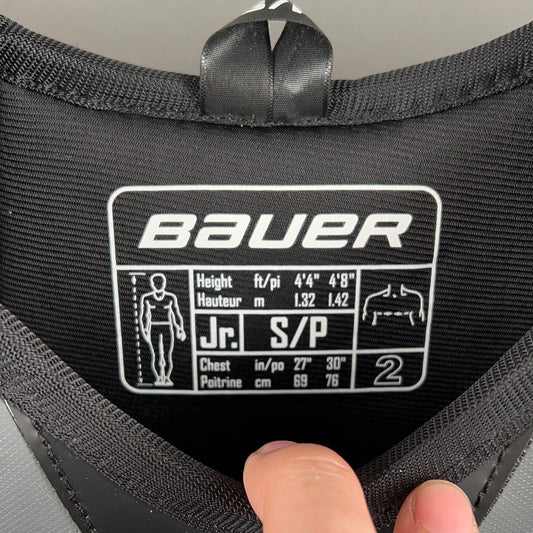 BAUER
Height ft/pi 4'4" 4'8"
Hauteur m 1.32 1.42
Jr. S/P
Chest in/po 27" 30"
Poitrine cm 69 76
2